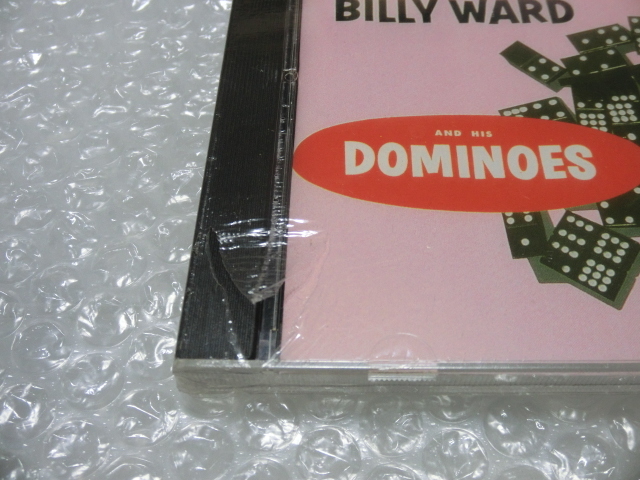 BILLY WARD
AND HIS
DOMINOES